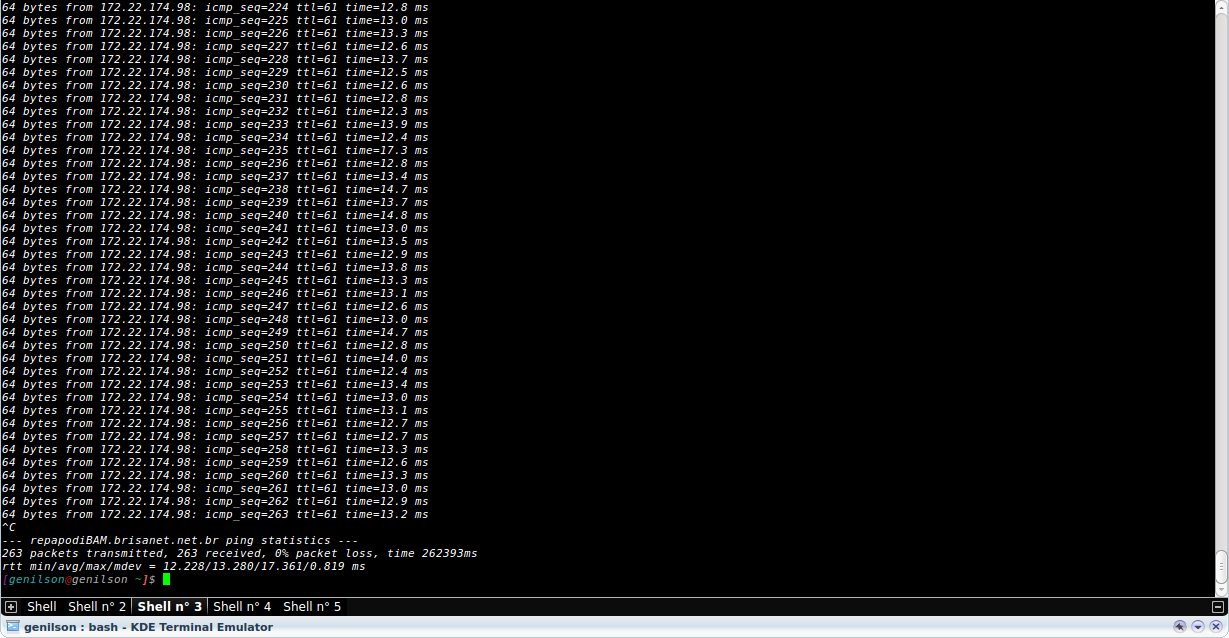 64 bytes from 172.22.174.98: icmp_seq=224 ttl=61 time=12.8 ms
64 bytes from 172.22.174.98: icmp_seq=225 ttl=61 time=13.0 ms
64 bytes from 172.22.174.98: icmp_seq=226 ttl=61 time=13.3 ms
64 bytes from 172.22.174.98: icmp_seq=227 ttl=61 time=12.6 ms
64 bytes from 172.22.174.98: icmp_seq=228 ttl=61 time=13.7 ms
64 bytes from 172.22.174.98: icmp_seq=229 ttl=61 time=12.5 ms
64 bytes from 172.22.174.98: icmp_seq=230 ttl=61 time=12.6 ms
64 bytes from 172.22.174.98: icmp_seq=231 ttl=61 time=12.8 ms
64 bytes from 172.22.174.98: icmp_seq=232 ttl=61 time=12.3 ms
64 bytes from 172.22.174.98: icmp_seq=233 ttl=61 time=13.9 ms
64 bytes from 172.22.174.98: icmp_seq=234 ttl=61 time=12.4 ms
64 bytes from 172.22.174.98: icmp_seq=235 ttl=61 time=17.3 ms
64 bytes from 172.22.174.98: icmp_seq=236 ttl=61 time=12.8 ms
64 bytes from 172.22.174.98: icmp_seq=237 ttl=61 time=13.4 ms
64 bytes from 172.22.174.98: icmp_seq=238 ttl=61 time=14.7 ms
64 bytes from 172.22.174.98: icmp_seq=239 ttl=61 time=13.7 ms
64 bytes from 172.22.174.98: icmp_seq=240 ttl=61 time=14.8 ms
64 bytes from 172.22.174.98: icmp_seq=241 ttl=61 time=13.0 ms
64 bytes from 172.22.174.98: icmp_seq=242 ttl=61 time=13.5 ms
64 bytes from 172.22.174.98: icmp_seq=243 ttl=61 time=12.9 ms
64 bytes from 172.22.174.98: icmp_seq=244 ttl=61 time=13.8 ms
64 bytes from 172.22.174.98: icmp_seq=245 ttl=61 time=13.3 ms
64 bytes from 172.22.174.98: icmp_seq=246 ttl=61 time=13.1 ms
64 bytes from 172.22.174.98: icmp_seq=247 ttl=61 time=12.6 ms
64 bytes from 172.22.174.98: icmp_seq=248 ttl=61 time=13.0 ms
64 bytes from 172.22.174.98: icmp_seq=249 ttl=61 time=14.7 ms
64 bytes from 172.22.174.98: icmp_seq=250 ttl=61 time=12.8 ms
64 bytes from 172.22.174.98: icmp_seq=251 ttl=61 time=14.0 ms
64 bytes from 172.22.174.98: icmp_seq=252 ttl=61 time=12.4 ms
64 bytes from 172.22.174.98: icmp_seq=253 ttl=61 time=13.4 ms
64 bytes from 172.22.174.98: icmp_seq=254 ttl=61 time=13.0 ms
64 bytes from 172.22.174.98: icmp_seq=255 ttl=61 time=13.1 ms
64 bytes from 172.22.174.98: icmp_seq=256 ttl=61 time=12.7 ms
64 bytes from 172.22.174.98: icmp_seq=257 ttl=61 time=12.7 ms
64 bytes from 172.22.174.98: icmp_seq=258 ttl=61 time=13.3 ms
64 bytes from 172.22.174.98: icmp_seq=259 ttl=61 time=12.6 ms
64 bytes from 172.22.174.98: icmp_seq=260 ttl=61 time=13.3 ms
64 bytes from 172.22.174.98: icmp_seq=261 ttl=61 time=13.0 ms
64 bytes from 172.22.174.98: icmp_seq=262 ttl=61 time=12.9 ms
64 bytes from 172.22.174.98: icmp_seq=263 ttl=61 time=13.2 ms
^C
--- repapodiBAM.brisanet.net.br ping statistics ---
263 packets transmitted, 263 received, 0% packet loss, time 262393ms
rtt min/avg/max/mdev = 12.228/13.280/17.361/0.819 ms
[genilson@genilson ~]$
Shell Shell n° 2 Shell n° 3 Shell n° 4 Shell n° 5
genilson : bash - KDE Terminal Emulator